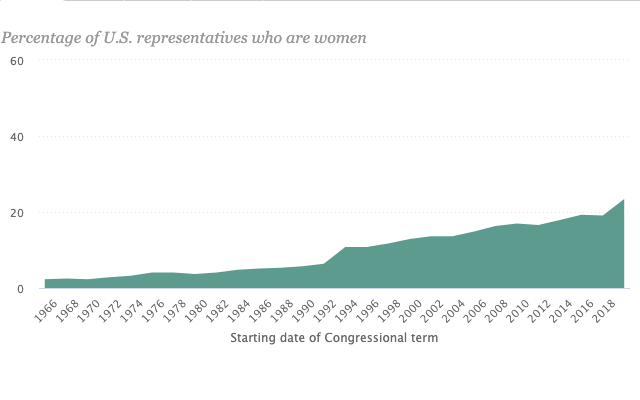 Percentage of U.S. representatives who are women
60
40
20
0
1966 1968 1970 1972 1974 1976 1978 1980 1982 1984 1986 1988 1990 1992 1994 1996 1998 2000 2002 2004 2006 2008 2010 2012 2014 2016 2018
Starting date of Congressional term